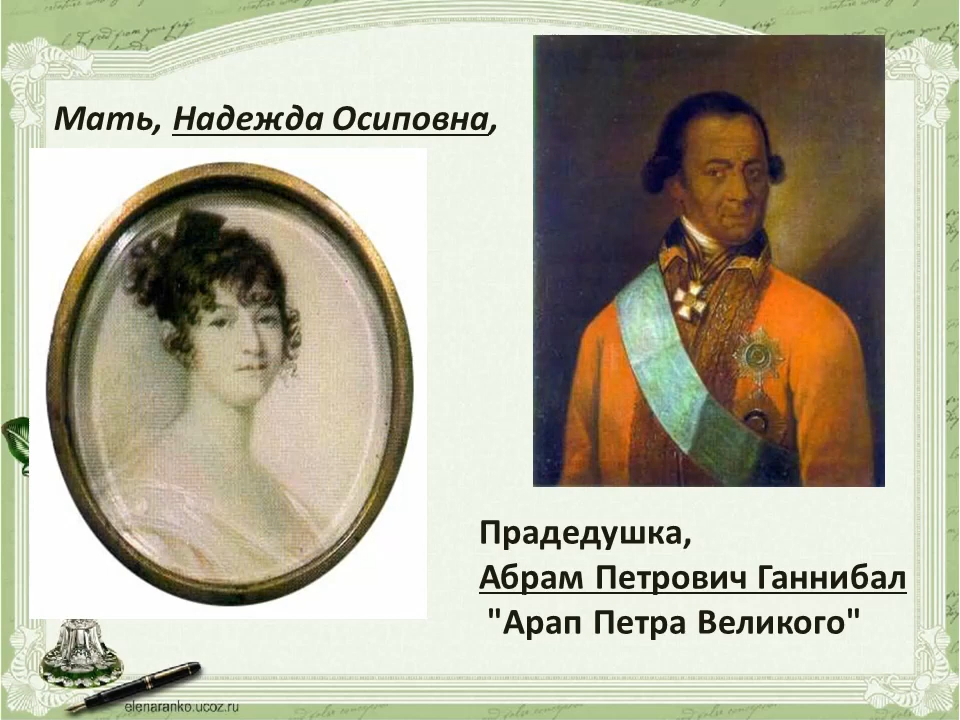 Мать, Надежда Осиповна,
Прадедушка,
Абрам Петрович Ганнибал
"Арап Петра Великого"
elenaranko.ucoz.ru